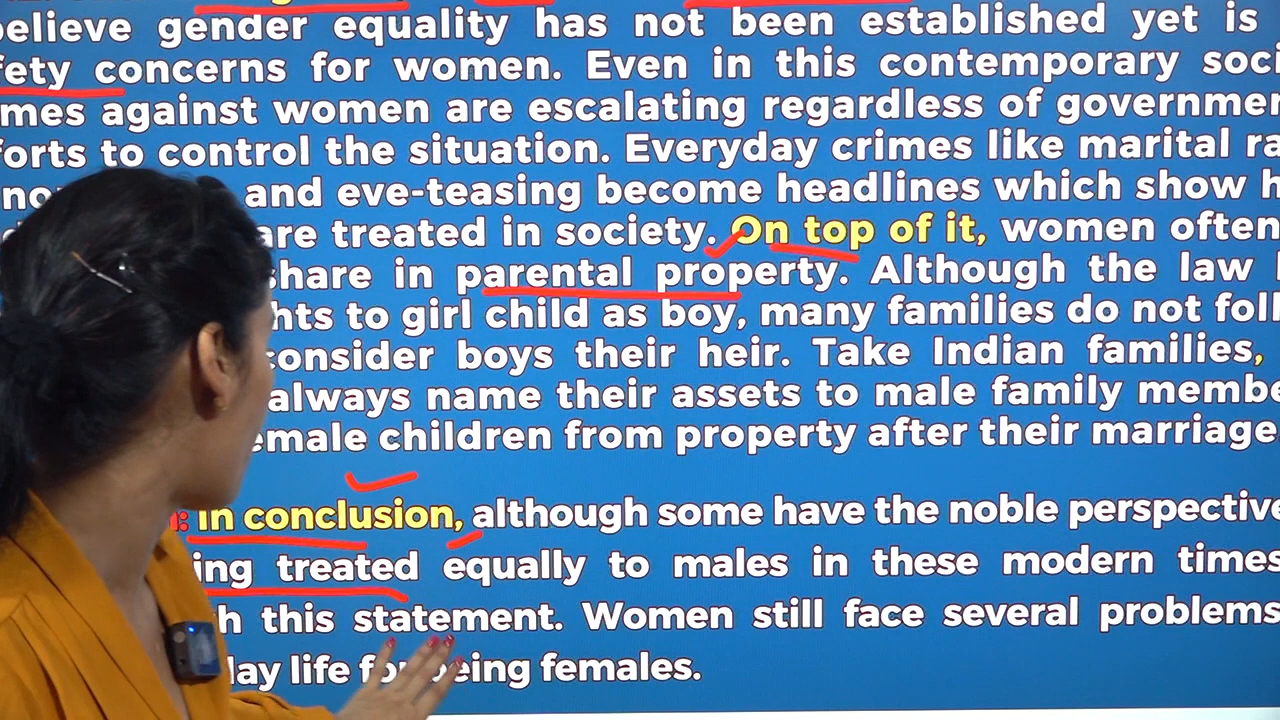 believe gender equality has not been established yet is
fety concerns for women. Even in this contemporary soci
mes against women are escalating regardless of governmen
forts to control the situation. Everyday crimes like marital ra
no and eve-teasing become headlines which show h
are treated in society. On top of it, women often
share in parental property. Although the law
hts to girl child as boy, many families do not foll
consider boys their heir. Take Indian families,
always name their assets to male family membe
emale children from property after their marriage
: In conclusion, although some have the noble perspective
ing treated equally to males in these modern times
h this statement. Women still face several problems
lay life for being females.